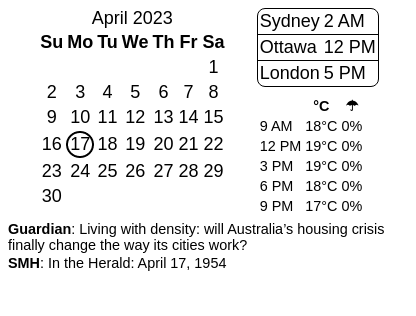 April 2023
Su Mo Tu We Th Fr Sa
1
2 3 4 5 6 7 8
9 10 11 12 13 14 15
16 17 18 19 20 21 22
23 24 25 26 27 28 29
30
Sydney 2 AM
Ottawa 12 PM
London 5 PM
°C ☂
9 AM 18°C 0%
12 PM 19°C 0%
3 PM 19°C 0%
6 PM 18°C 0%
9 PM 17°C 0%
Guardian: Living with density: will Australia’s housing crisis
finally change the way its cities work?
SMH: In the Herald: April 17, 1954